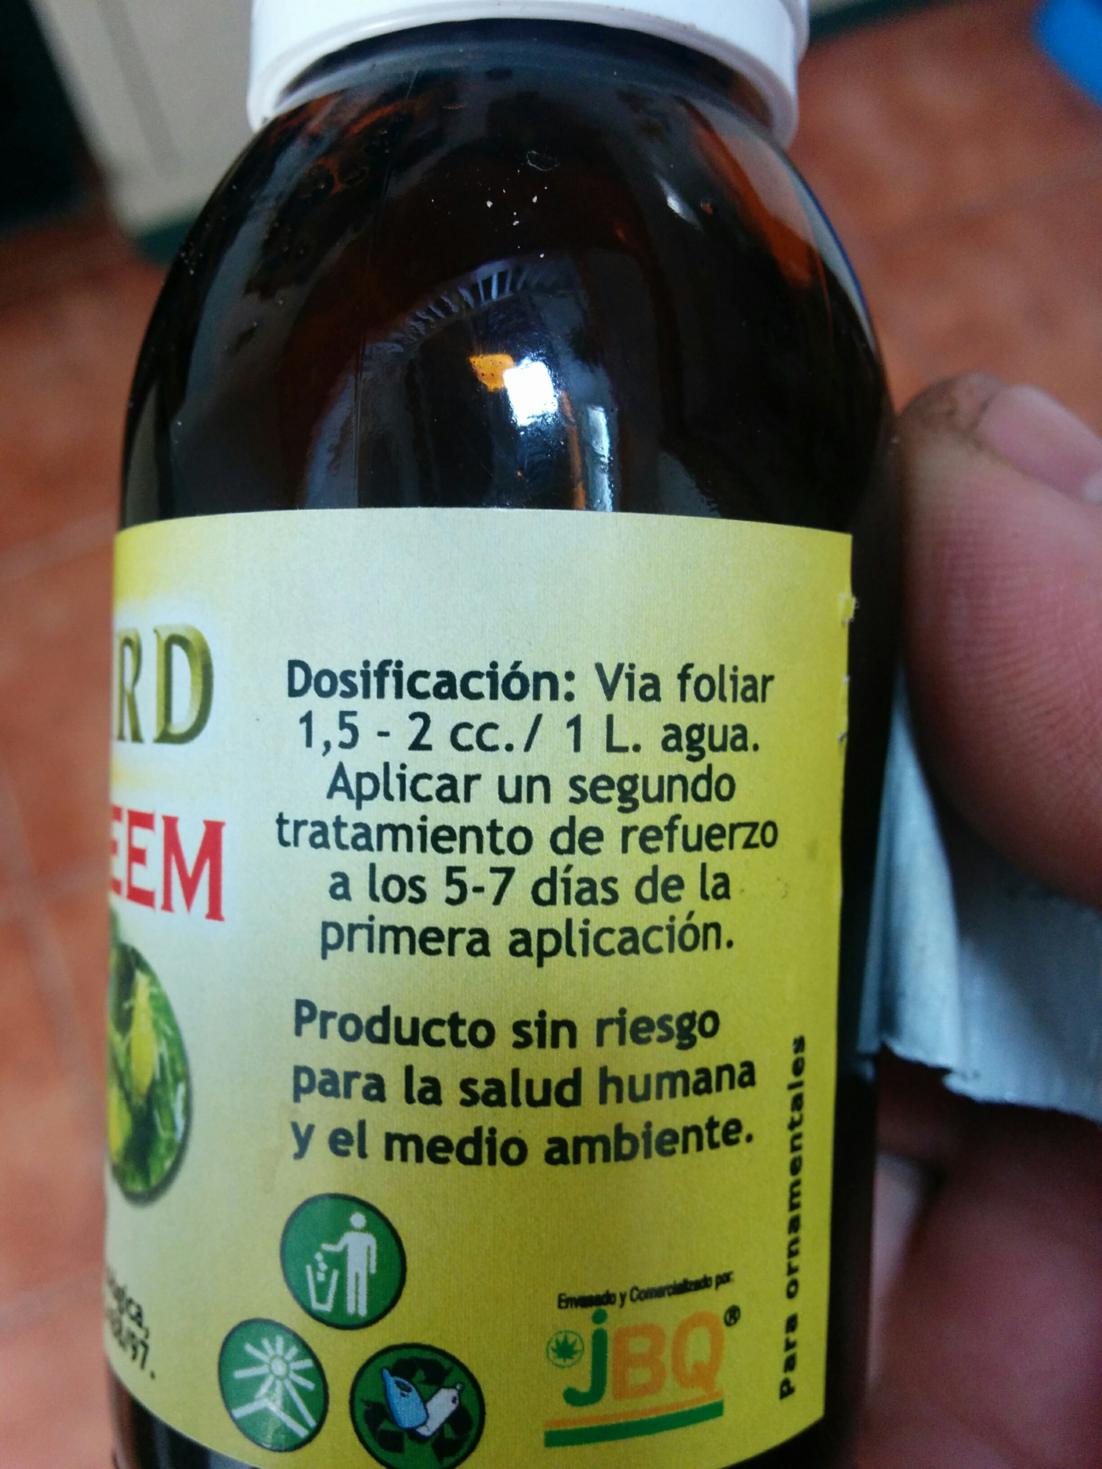 RD
EEM
Dosificación: Via foliar
1,5 - 2 cc./ 1 L. agua.
Aplicar un segundo
tratamiento de refuerzo
a los 5-7 días de la
primera aplicación.
Producto sin riesgo
para la salud humana
y el medio ambiente.
Envasado y Comercializado por:
jBQ®
Para ornamentales